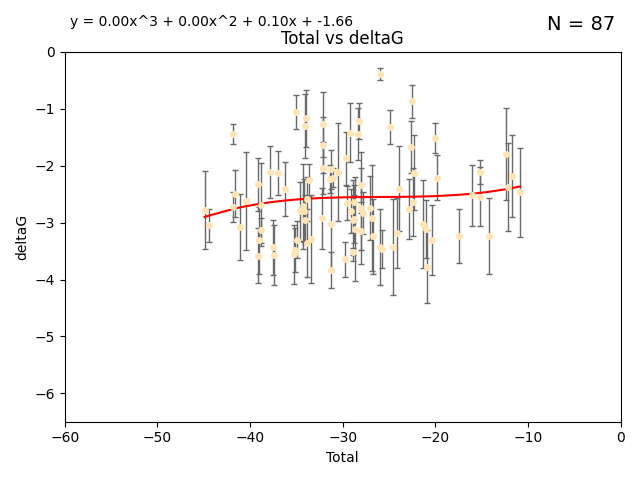 y = 0.00x^3 + 0.00x^2 + 0.10x + -1.66
N = 87
Total vs deltaG
0
−1
−2
−3
−4
−5
−6
deltaG
−60
−50
−40
−30
−20
−10
0
Total